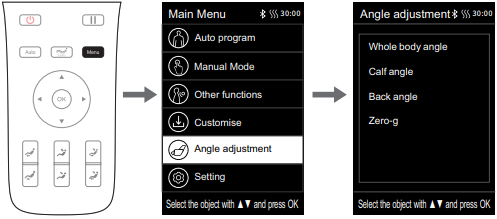 Auto
Menu
OK
Main Menu 30:00
Auto program
Manual Mode
Other functions
Customise
Angle adjustment
Setting
Select the object with ▲▼ and press OK
Angle adjustment 30:00
Whole body angle
Calf angle
Back angle
Zero-g
Select the object with ▲▼ and press OK